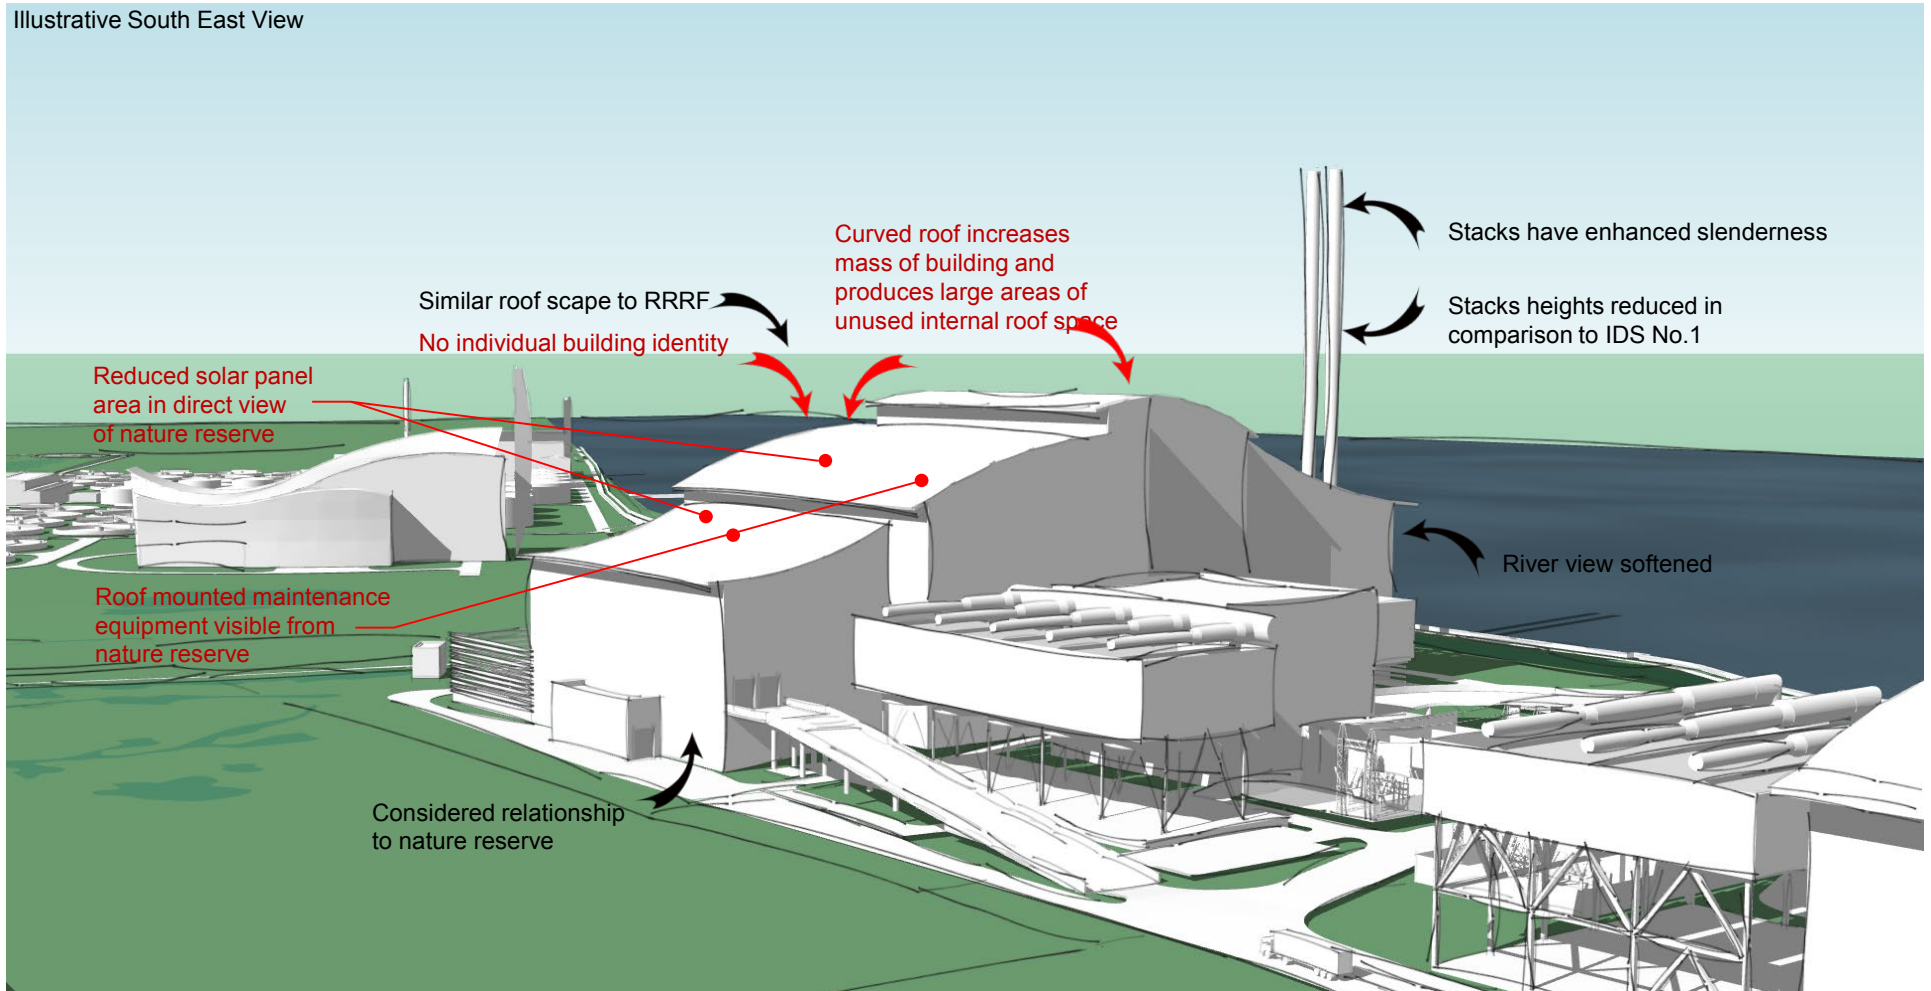 Illustrative South East View
Stacks have enhanced slenderness
Curved roof increases
mass of building and
produces large areas of
unused internal roof space
Similar roof scape to RRRF
No individual building identity
Stacks heights reduced in
comparison to IDS No.1
Reduced solar panel
area in direct view
of nature reserve
River view softened
Roof mounted maintenance
equipment visible from
nature reserve
Considered relationship
to nature reserve